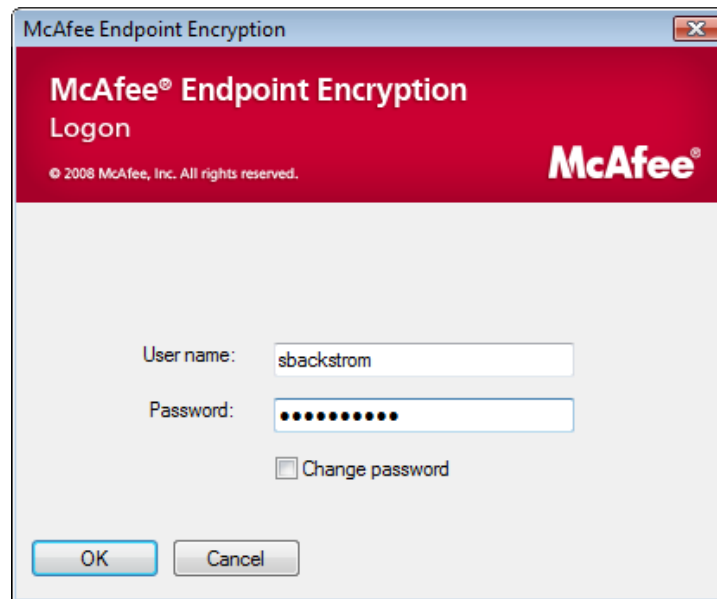 McAfee Endpoint Encryption
McAfee® Endpoint Encryption
Logon
© 2008 McAfee, Inc. All rights reserved.
McAfee®
User name: sbackstrom
Password: ●●●●●●●●●●
Change password
OK Cancel